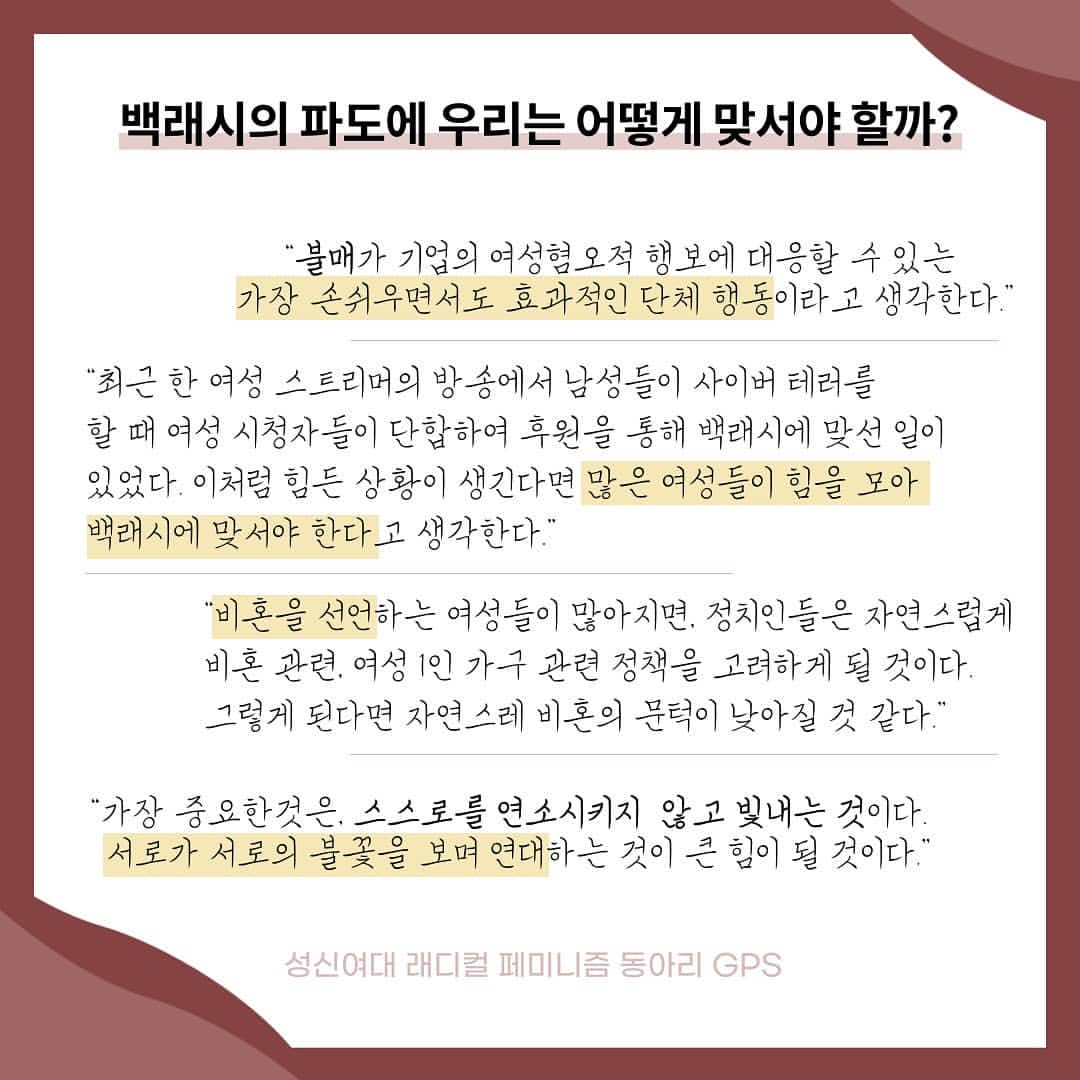 백래시의 파도에 우리는 어떻게 맞서야 할까?
“불매가 기업의 여성혐오적 행보에 대응할 수 있는
가장 손쉬우면서도 효과적인 단체 행동이라고 생각한다.”
“최근 한 여성 스트리머의 방송에서 남성들이 사이버 테러를
할 때 여성 시청자들이 단합하여 후원을 통해 백래시에 맞선 일이
있었다. 이처럼 힘든 상황이 생긴다면 많은 여성들이 힘을 모아
백래시에 맞서야 한다고 생각한다.”
“비혼을 선언하는 여성들이 많아지면, 정치인들은 자연스럽게
비혼 관련, 여성 1인 가구 관련 정책을 고려하게 될 것이다.
그렇게 된다면 자연스레 비혼의 문턱이 낮아질 것 같다.”
“가장 중요한것은, 스스로를 연소시키지 않고 빛내는 것이다.
서로가 서로의 불꽃을 보며 연대하는 것이 큰 힘이 될 것이다.”
성신여대 래디컬 페미니즘 동아리 GPS